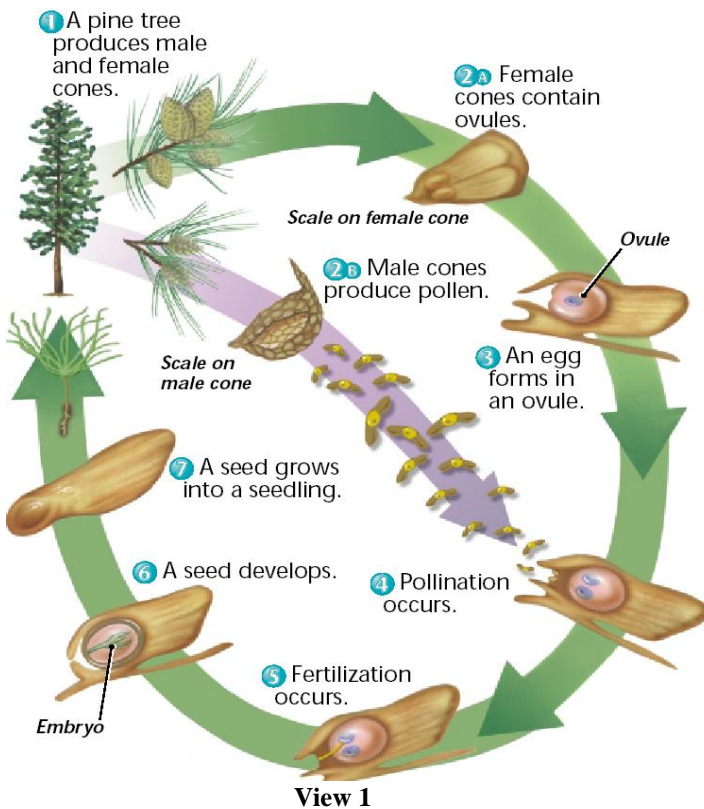 1 A pine tree
produces male
and female
cones.
2A Female
cones contain
ovules.
Scale on female cone
Ovule
2B Male cones
produce pollen.
Scale on
male cone
3 An egg
forms in
an ovule.
7 A seed grows
into a seedling.
6 A seed develops.
4 Pollination
occurs.
5 Fertilization
occurs.
Embryo
View 1